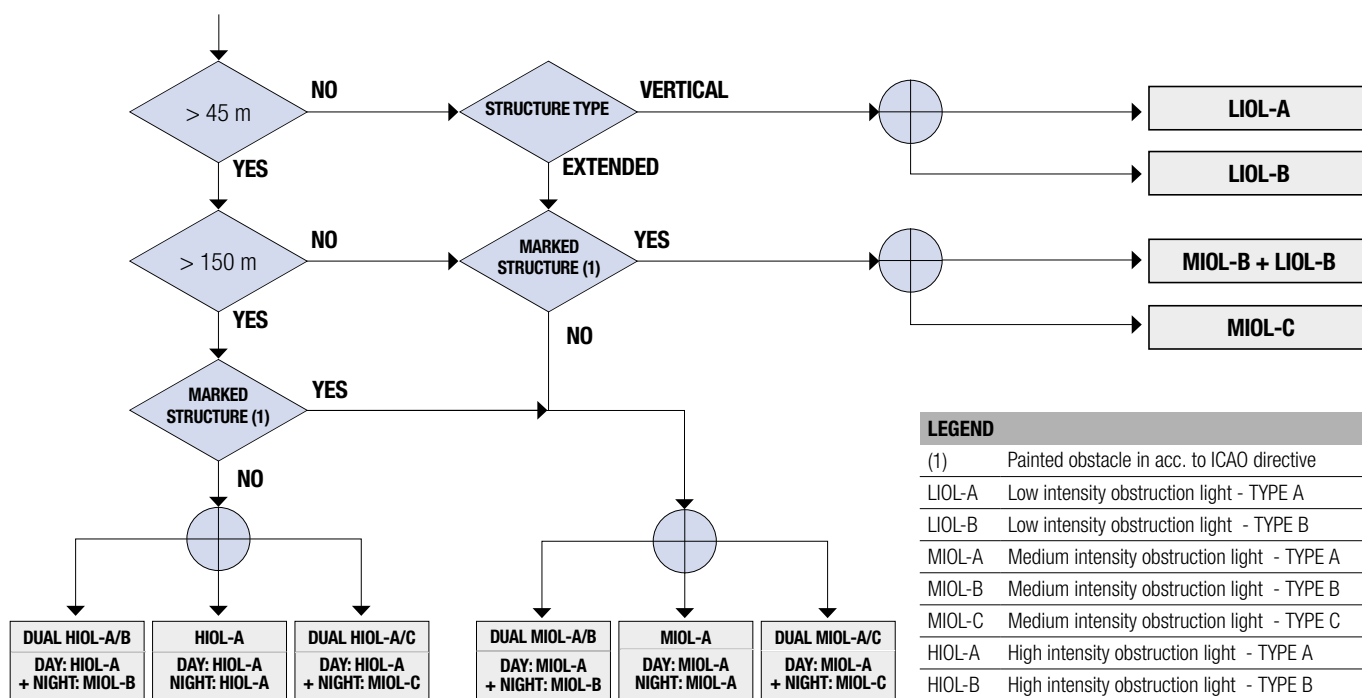 > 45 m
NO
STRUCTURE TYPE
VERTICAL
LIOL-A
YES
EXTENDED
LIOL-B
> 150 m
NO
MARKED
STRUCTURE (1)
YES
MIOL-B + LIOL-B
YES
NO
MIOL-C
MARKED
STRUCTURE (1)
YES
NO
DUAL HIOL-A/B
DAY: HIOL-A
+ NIGHT: MIOL-B
HIOL-A
DAY: HIOL-A
NIGHT: HIOL-A
DUAL HIOL-A/C
DAY: HIOL-A
+ NIGHT: MIOL-C
DUAL MIOL-A/B
DAY: MIOL-A
+ NIGHT: MIOL-B
MIOL-A
DAY: MIOL-A
NIGHT: MIOL-A
DUAL MIOL-A/C
DAY: MIOL-A
+ NIGHT: MIOL-C
LEGEND
(1) Painted obstacle in acc. to ICAO directive
LIOL-A Low intensity obstruction light - TYPE A
LIOL-B Low intensity obstruction light - TYPE B
MIOL-A Medium intensity obstruction light - TYPE A
MIOL-B Medium intensity obstruction light - TYPE B
MIOL-C Medium intensity obstruction light - TYPE C
HIOL-A High intensity obstruction light - TYPE A
HIOL-B High intensity obstruction light - TYPE B